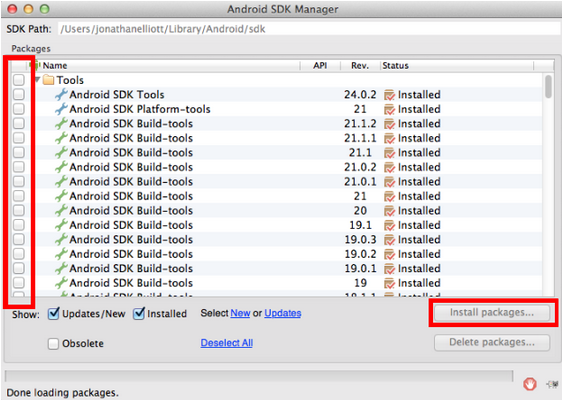 Android SDK Manager
SDK Path: /Users/jonathanelliott/Library/Android/sdk
Packages
Name API Rev. Status
Tools
Android SDK Tools 24.0.2 Installed
Android SDK Platform-tools 21 Installed
Android SDK Build-tools 21.1.2 Installed
Android SDK Build-tools 21.1.1 Installed
Android SDK Build-tools 21.1 Installed
Android SDK Build-tools 21.0.2 Installed
Android SDK Build-tools 21.0.1 Installed
Android SDK Build-tools 21 Installed
Android SDK Build-tools 20 Installed
Android SDK Build-tools 19.1 Installed
Android SDK Build-tools 19.0.3 Installed
Android SDK Build-tools 19.0.2 Installed
Android SDK Build-tools 19.0.1 Installed
Android SDK Build-tools 19 Installed
Show: Updates/New Installed Select New or Updates Install packages...
Obsolete Deselect All Delete packages...
Done loading packages.